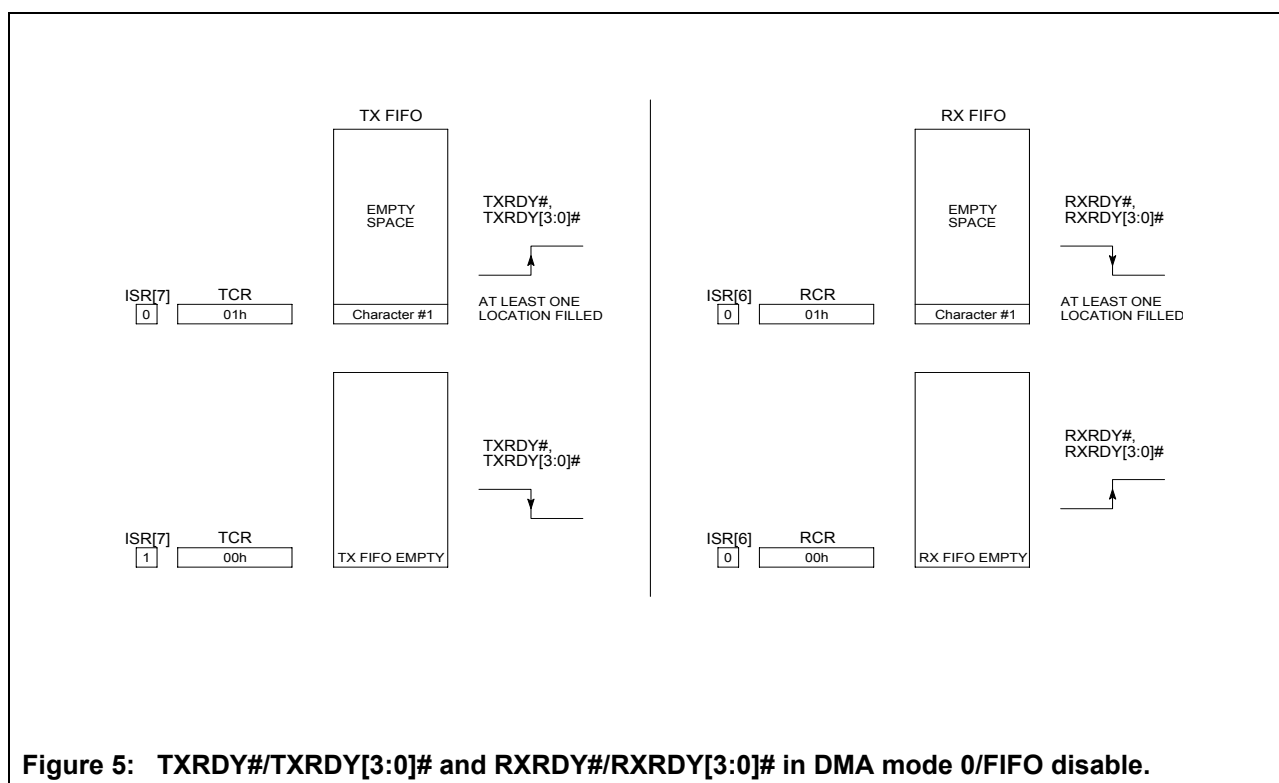 TX FIFO
EMPTY
SPACE
TXRDY#,
TXRDY[3:0]#
ISR[7]
TCR
0
01h
Character #1
AT LEAST ONE
LOCATION FILLED
TXRDY#,
TXRDY[3:0]#
ISR[7]
TCR
1
00h
TX FIFO EMPTY
RX FIFO
EMPTY
SPACE
RXRDY#,
RXRDY[3:0]#
ISR[6]
RCR
0
01h
Character #1
AT LEAST ONE
LOCATION FILLED
RXRDY#,
RXRDY[3:0]#
ISR[6]
RCR
0
00h
RX FIFO EMPTY
Figure 5: TXRDY#/TXRDY[3:0]# and RXRDY#/RXRDY[3:0]# in DMA mode 0/FIFO disable.